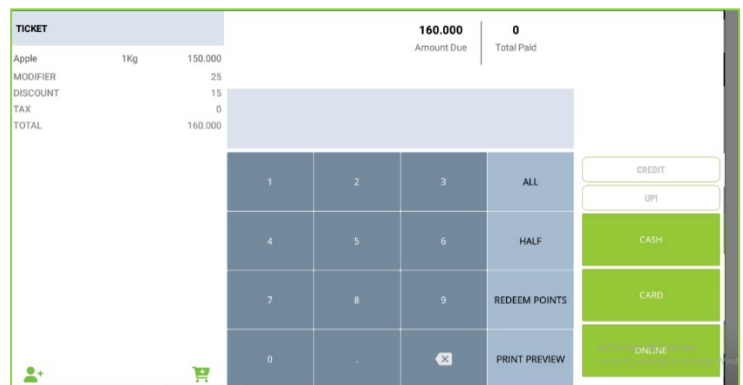 TICKET
160.000 0
Amount Due Total Paid
Apple 1Kg 150.000
MODIFIER 25
DISCOUNT 15
TAX 0
TOTAL 160.000
1 2 3 ALL
CREDIT
UPI
4 5 6 HALF CASH
7 8 9 REDEEM POINTS CARD
0 . PRINT PREVIEW ONLINE